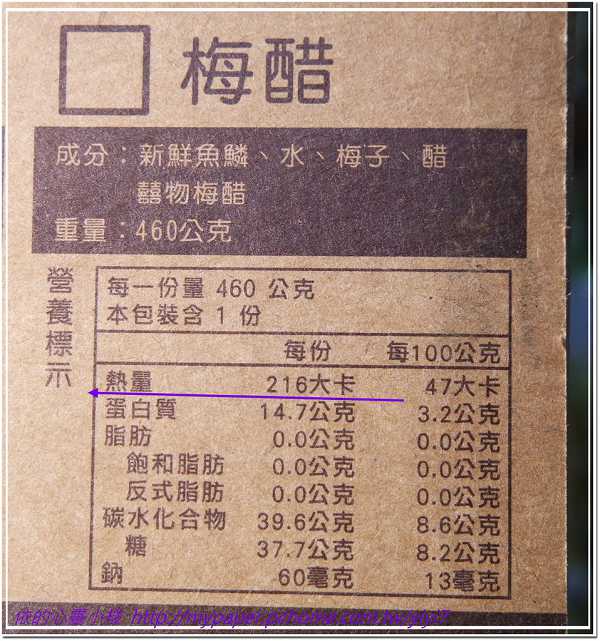 梅醋
成分：新鮮魚鱗、水、梅子、醋
囍物梅醋
重量：460公克
營養標示
每一份量 460 公克
本包裝含 1 份
每份 每100公克
熱量 216大卡 47大卡
蛋白質 14.7公克 3.2公克
脂肪 0.0公克 0.0公克
飽和脂肪 0.0公克 0.0公克
反式脂肪 0.0公克 0.0公克
碳水化合物 39.6公克 8.6公克
糖 37.7公克 8.2公克
鈉 60毫克 13毫克